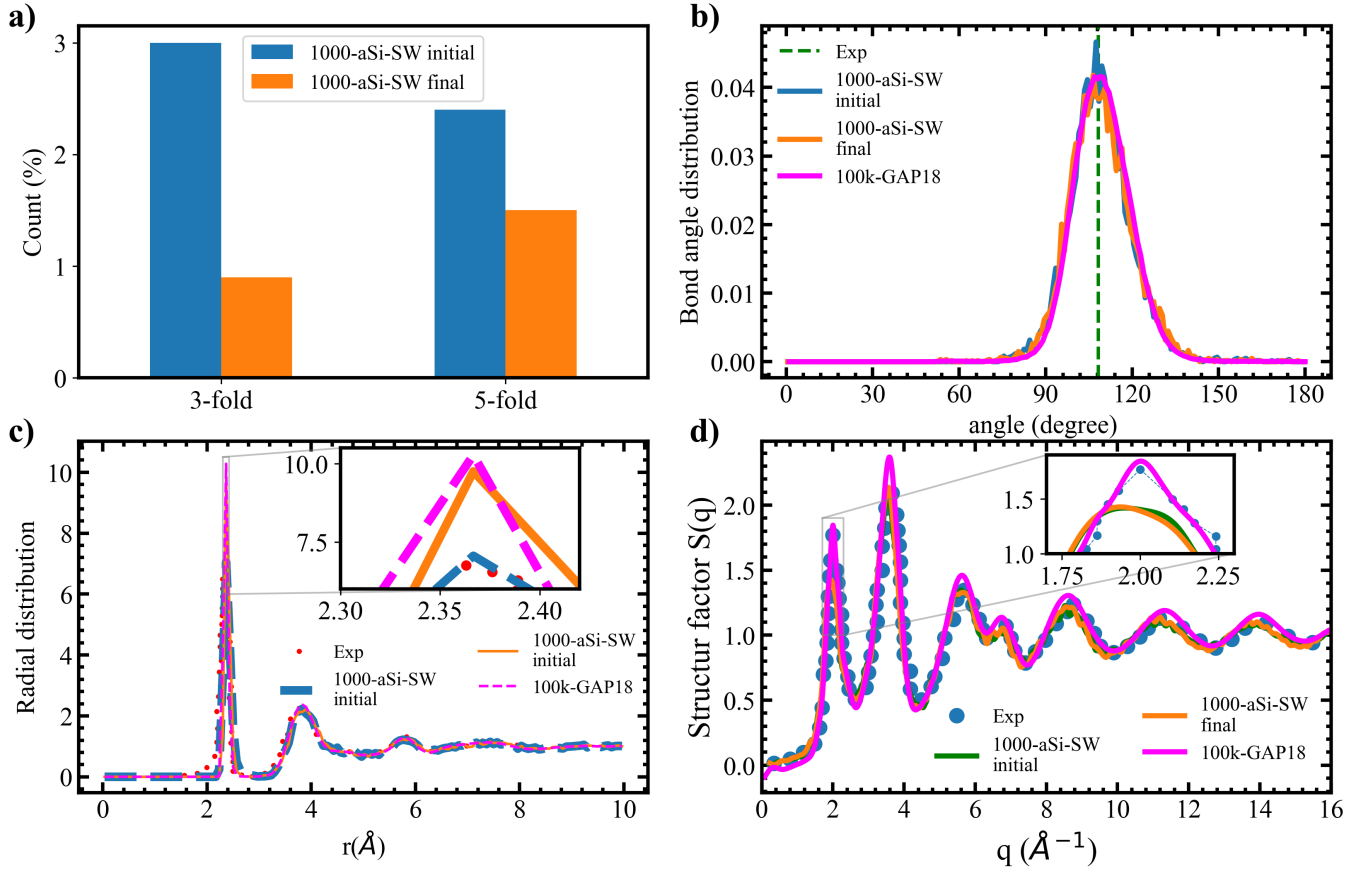 a)
3
2
1
0
Count (%)
1000-aSi-SW initial
1000-aSi-SW final
3-fold
5-fold
b)
0.04
0.03
0.02
0.01
0.00
Bond angle distribution
Exp
1000-aSi-SW
initial
1000-aSi-SW
final
100k-GAP18
0
30
60
90
120
150
180
angle (degree)
c)
10
8
6
4
2
0
Radial distribution
10.0
7.5
2.30
2.35
2.40
Exp
1000-aSi-SW
initial
1000-aSi-SW
initial
100k-GAP18
0
2
4
6
8
10
r(Å)
d)
2.0
1.5
1.0
0.5
0.0
Structur factor S(q)
1.5
1.0
1.75
2.00
2.25
Exp
1000-aSi-SW
initial
1000-aSi-SW
final
100k-GAP18
0
2
4
6
8
10
12
14
16
q (Å⁻¹)